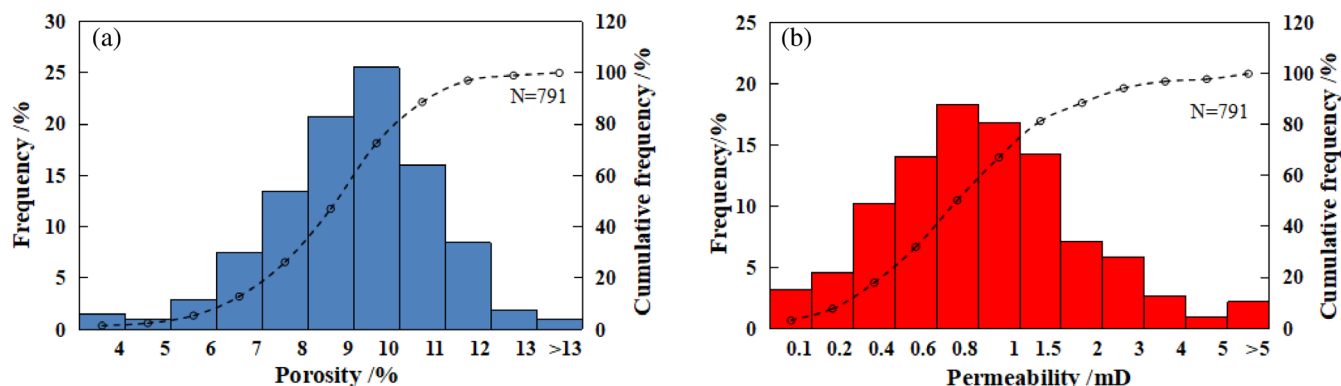 (a)
Frequency /%
30
25
20
15
10
5
0
120
100
80
60
40
20
0
Cumulative frequency /%
N=791
4 5 6 7 8 9 10 11 12 13 >13
Porosity /%
(b)
Frequency/%
25
20
15
10
5
0
120
100
80
60
40
20
0
Cumulative frequency /%
N=791
0.1 0.2 0.4 0.6 0.8 1 1.5 2 3 4 5 >5
Permeability /mD